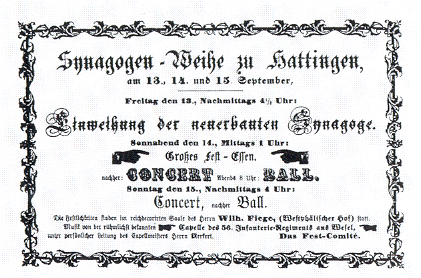 Synagogen-Weihe zu Hattingen,
am 13., 14. und 15. September,
Freitag den 13., Nachmittags 4½ Uhr:
Einweihung der neuerbauten Synagoge.
Sonnabend den 14., Mittags 1 Uhr:
Großes Fest-Essen.
nachher: CONCERT Abends 8 Uhr: BALL.
Sonntag den 15., Nachmittags 4 Uhr:
Concert, nachher Ball.
Die Festlichkeiten finden im reichdecorirten Saale des Herrn Wilh. Fiege, (Westphälischer Hof) statt.
Musik von der rühmlichst bekannten Capelle des 56. Infanterie-Regiments aus Wesel,
unter persönlicher Leitung des Capellmeisters Herrn Das Fest-Comité.